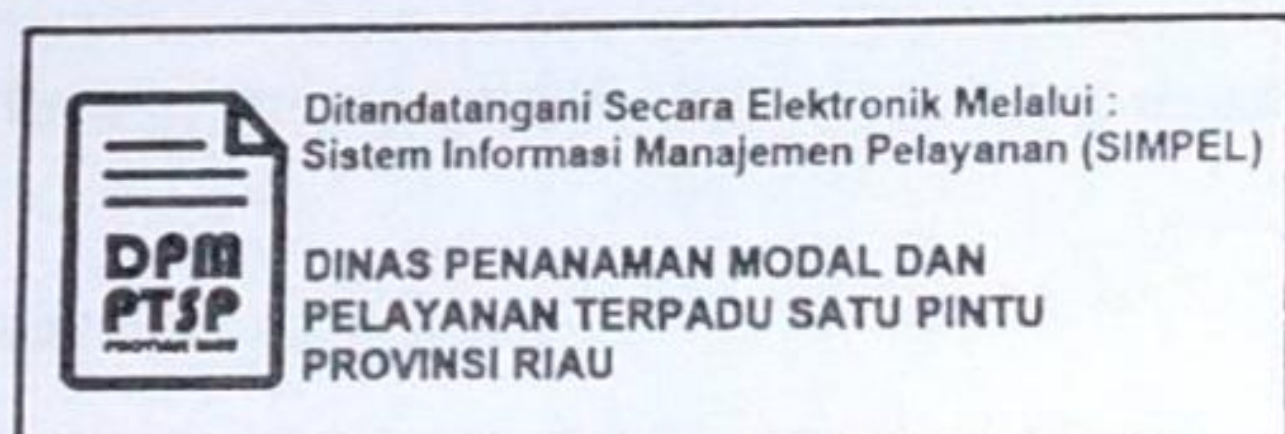 Ditandatangani Secara Elektronik Melalui :
Sistem Informasi Manajemen Pelayanan (SIMPEL)
DPM
PTSP
DINAS PENANAMAN MODAL DAN
PELAYANAN TERPADU SATU PINTU
PROVINSI RIAU